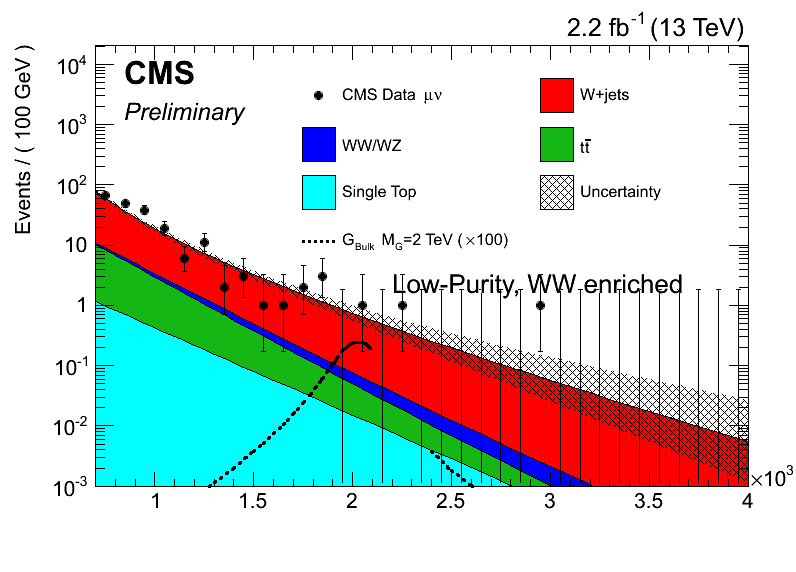 2.2 fb⁻¹ (13 TeV)
Events / ( 100 GeV )
10⁴
10³
10²
10
1
10⁻¹
10⁻²
10⁻³
CMS
Preliminary
CMS Data μν
W+jets
WW/WZ
tt̄
Single Top
Uncertainty
G_Bulk M_G=2 TeV (×100)
Low-Purity, WW enriched
1 1.5 2 2.5 3 3.5 4
×10³